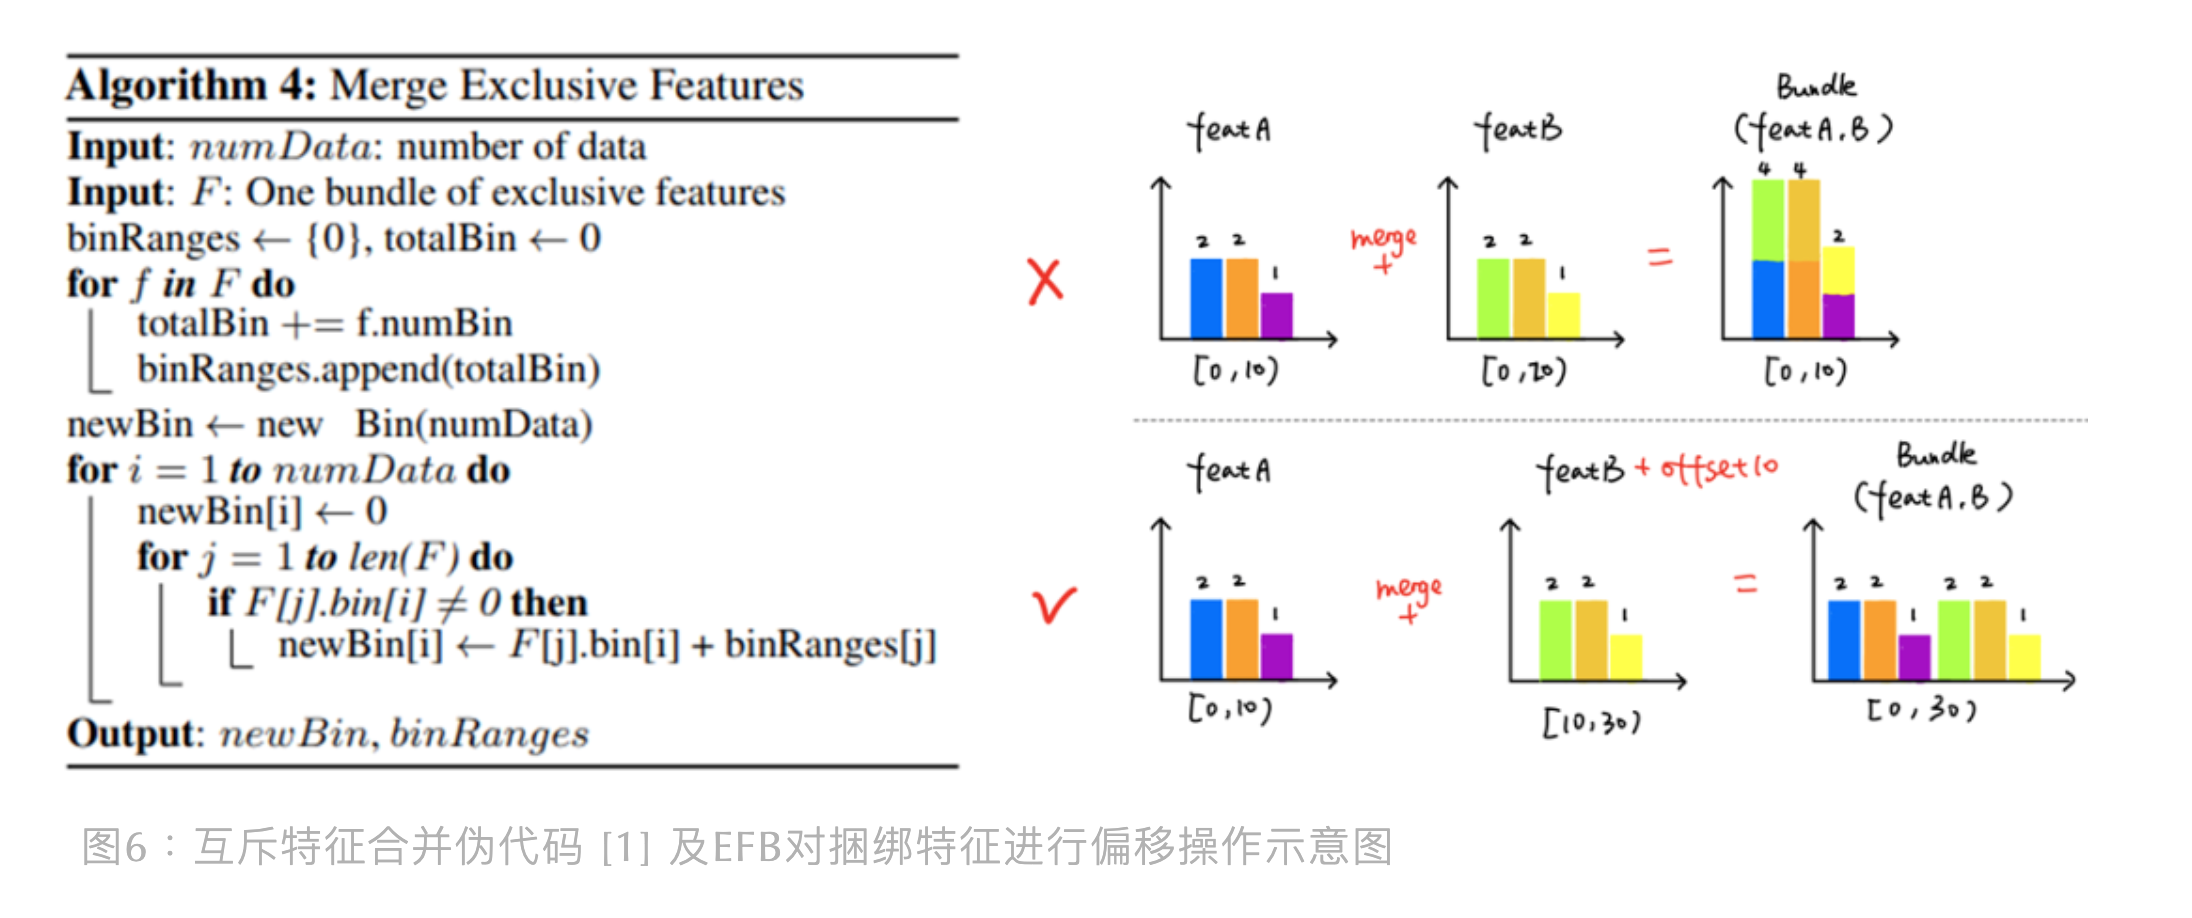 Algorithm 4: Merge Exclusive Features
Input: numData: number of data
Input: F: One bundle of exclusive features
binRanges ← {0}, totalBin ← 0
for f in F do
totalBin += f.numBin
binRanges.append(totalBin)
newBin ← new Bin(numData)
for i = 1 to numData do
newBin[i] ← 0
for j = 1 to len(F) do
if F[j].bin[i] ≠ 0 then
newBin[i] ← F[j].bin[i] + binRanges[j]
Output: newBin, binRanges
X
featA
2 2 1
[0,10)
merge
+
featB
2 2 1
[0,20)
=
Bundle
(featA.B)
4 4 2
[0,10)
√
featA
2 2 1
[0,10)
merge
+
featB + offset10
2 2 1
[10,30)
=
Bundle
(featA.B)
2 2 1 2 2 1
[0,30)
图6：互斥特征合并伪代码 [1] 及EFB对捆绑特征进行偏移操作示意图